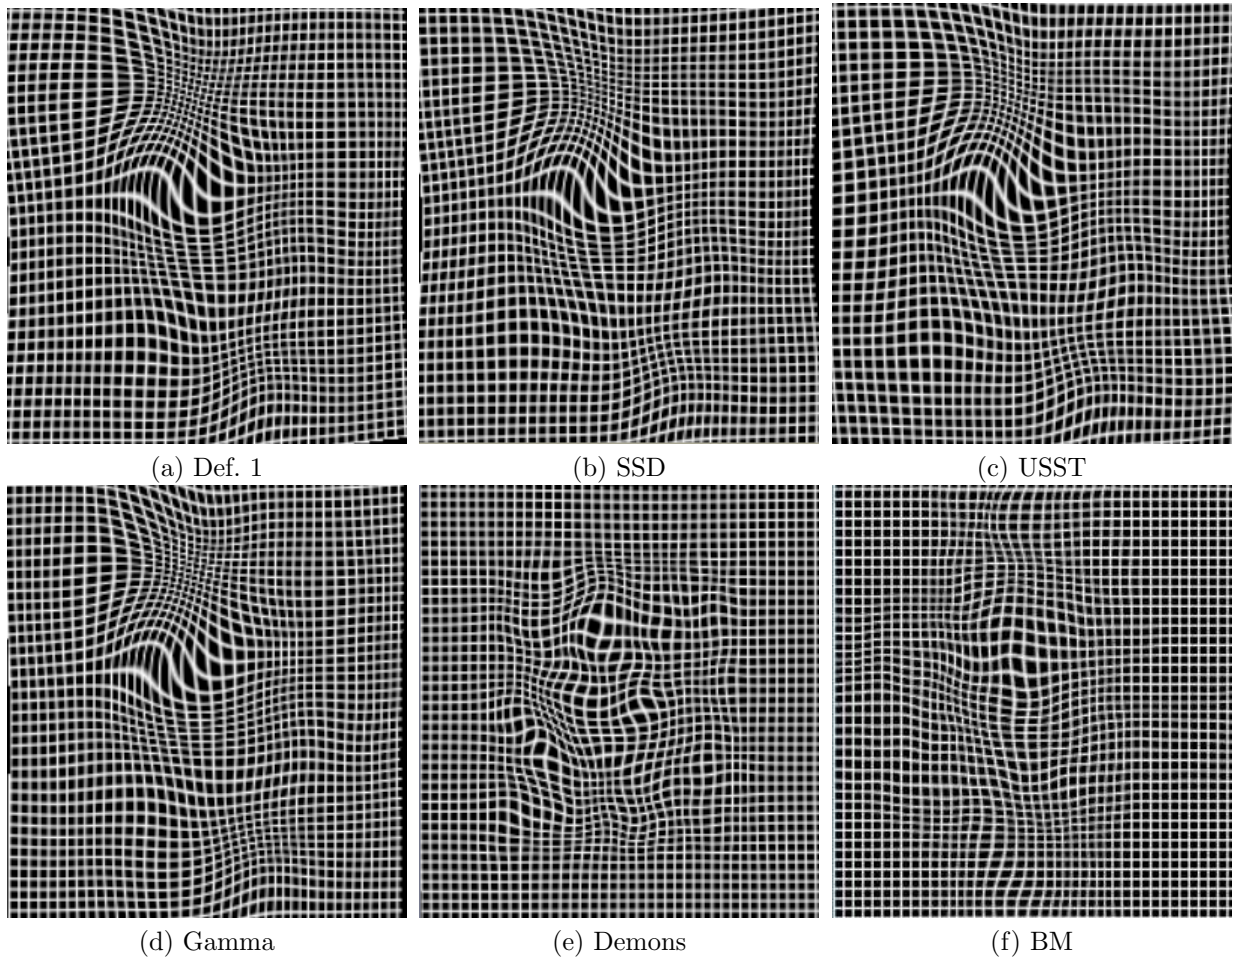 (a) Def. 1
(b) SSD
(c) USST
(d) Gamma
(e) Demons
(f) BM